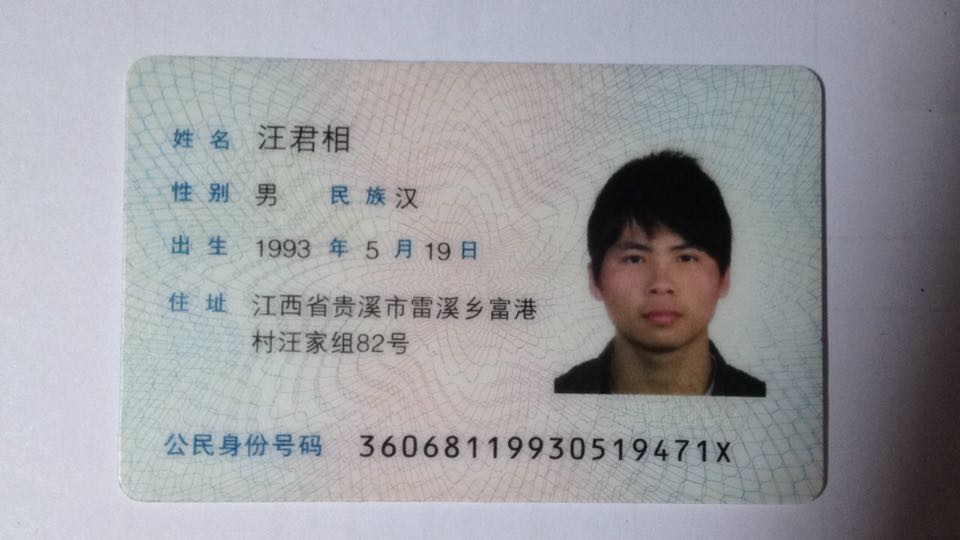 姓名 汪君相
性别 男 民族 汉
出生 1993 年 5 月 19 日
住址 江西省贵溪市雷溪乡富港
村汪家组82号
公民身份号码 36068119930519471X